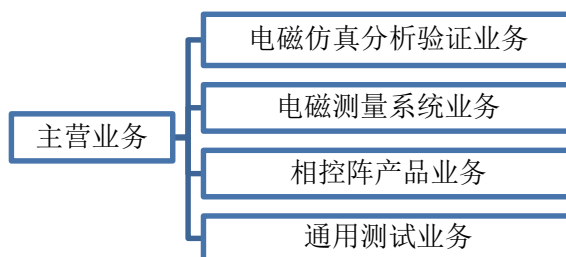 电磁仿真分析验证业务
电磁测量系统业务
主营业务
相控阵产品业务
通用测试业务